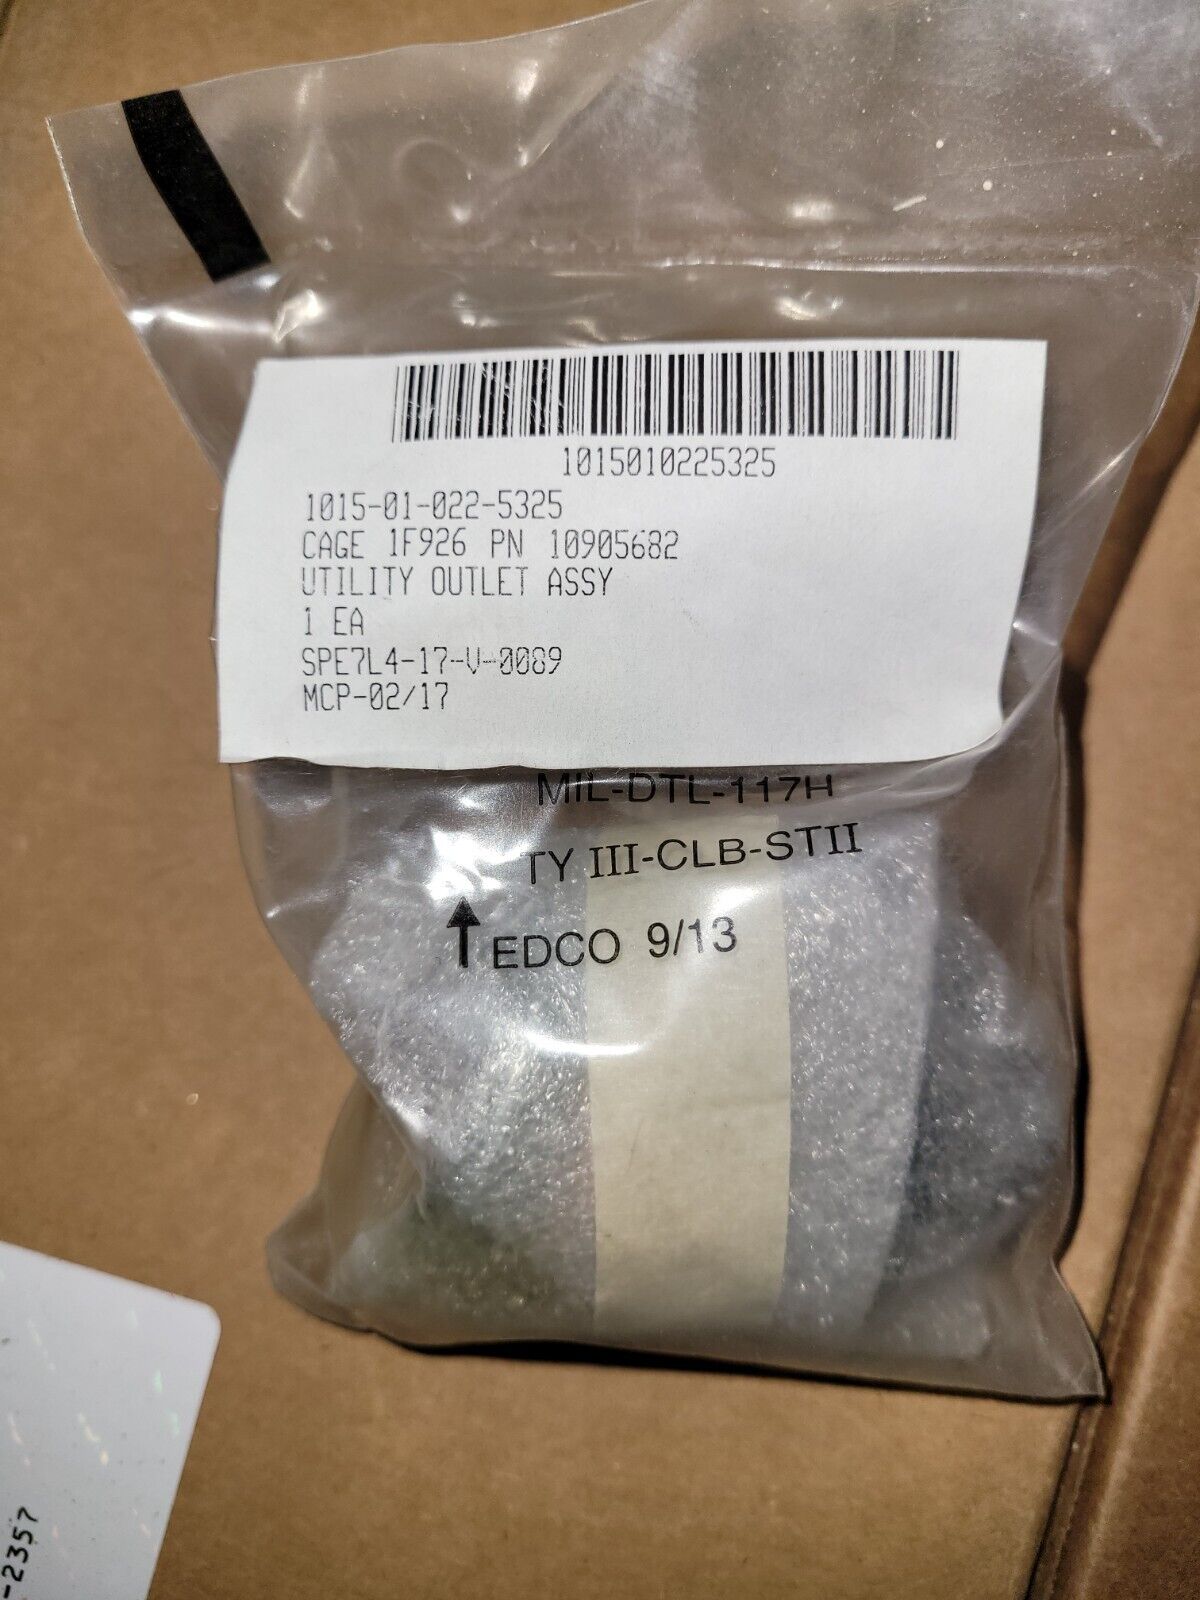 1015010225325
1015-01-022-5325
CAGE 1F926 PN 10905682
UTILITY OUTLET ASSY
1 EA
SPE7L4-17-V-0089
MCP-02/17
MIL-DTL-117H
TY III-CLB-STII
EDCO 9/13
-2357